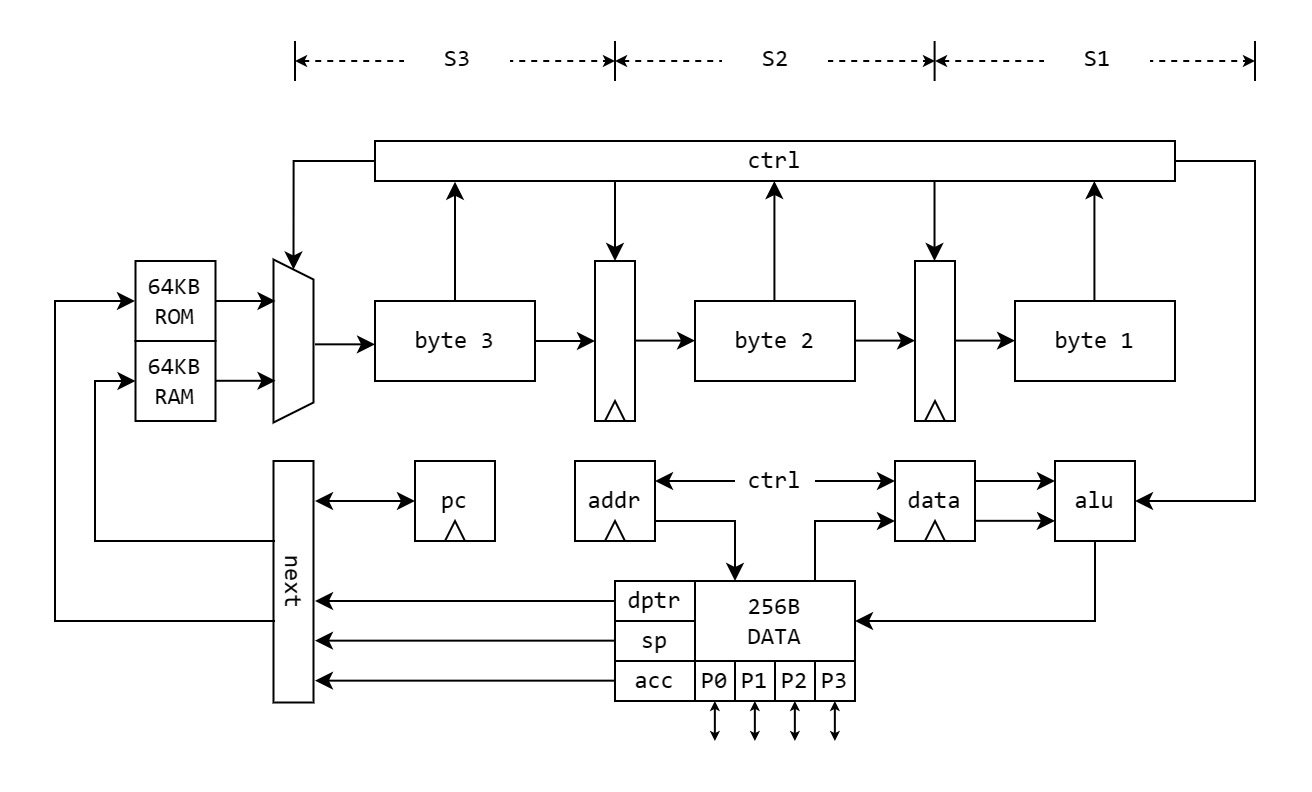 S3
S2
S1
ctrl
64KB
ROM
64KB
RAM
byte 3
byte 2
byte 1
pc
addr
ctrl
data
alu
next
dptr
sp
acc
256B
DATA
P0
P1
P2
P3